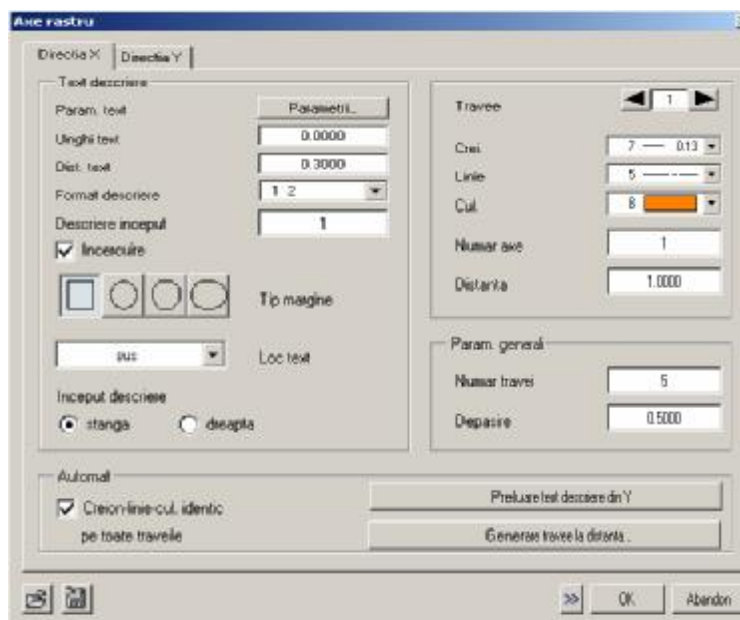 Axe rastru
Directia X
Directia Y
Text descriere
Param. text
Parametrii...
Unghi text
0.0000
Dist. text
0.3000
Format descriere
1 2
Descriere inceput
1
Incercuire
Tip margine
sus
Loc text
Inceput descriere
stanga
dreapta
Travee
1
Crei.
7
0.13
Linie
5
Cul.
8
Numar axe
1
Distanta
1.0000
Param. generali
Numar travei
5
Depasire
0.5000
Automat
Creion-linie-cul. identic
pe toate traveile
Preluare text descriere din Y
Generare travee la distanta...
>>
OK
Abandon